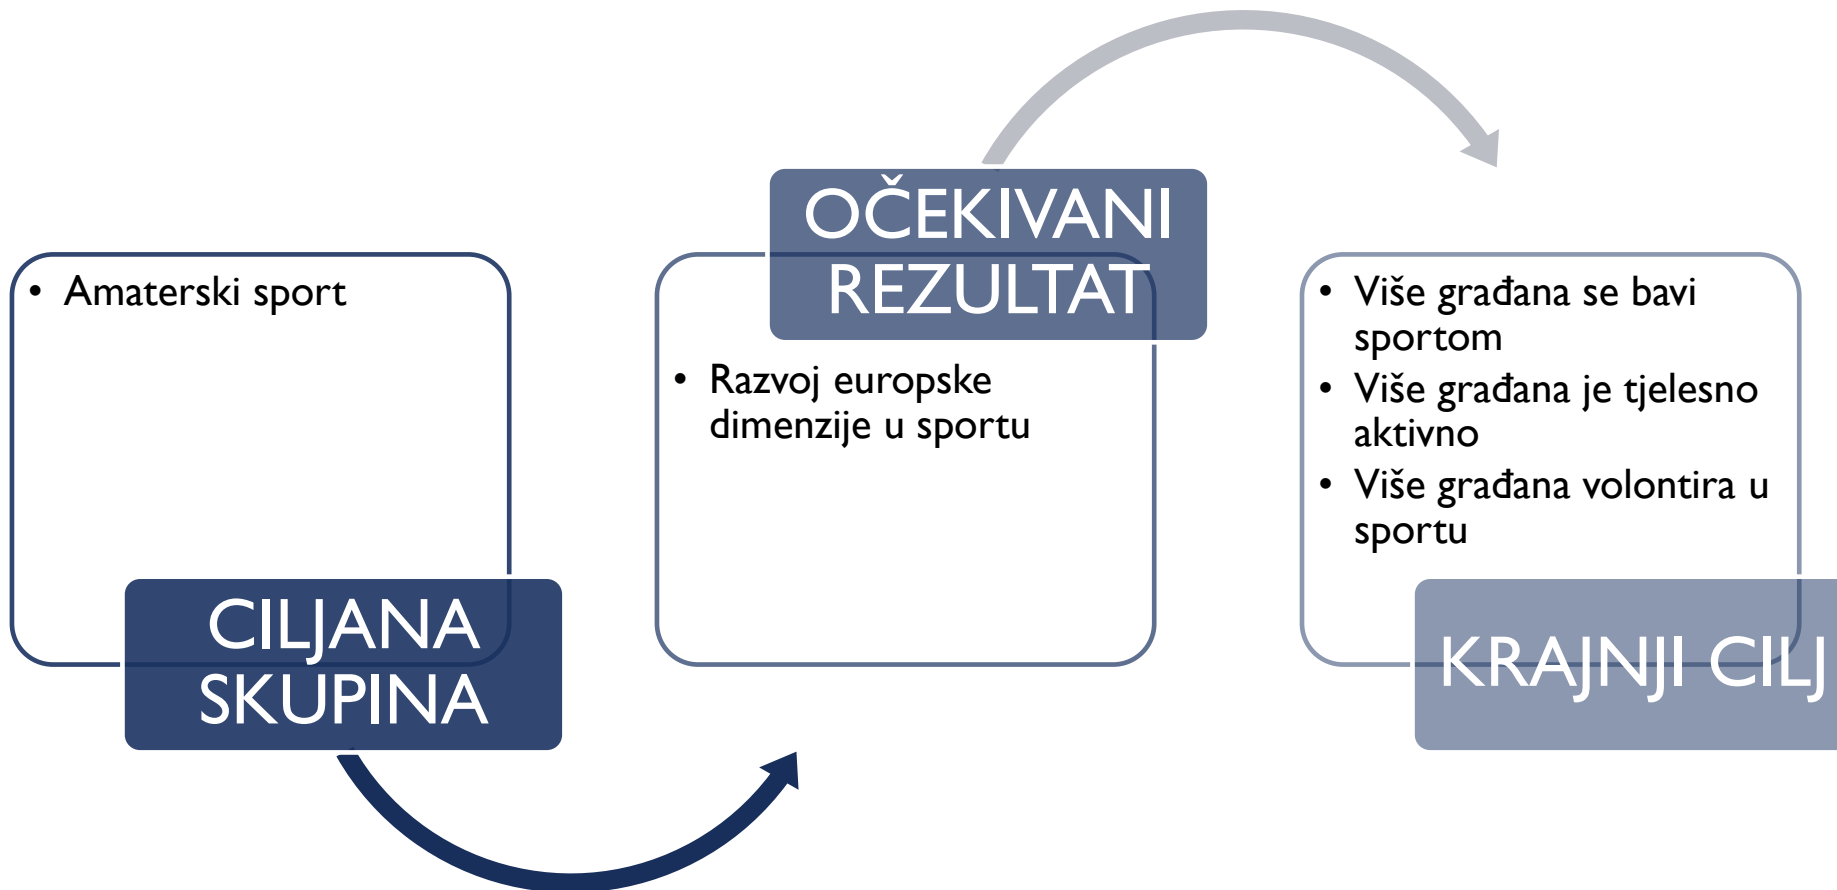 • Amaterski sport
CILJANA
SKUPINA
OČEKIVANI
REZULTAT
• Razvoj europske
dimenzije u sportu
• Više građana se bavi
sportom
• Više građana je tjelesno
aktivno
• Više građana volontira u
sportu
KRAJNJI CILJ